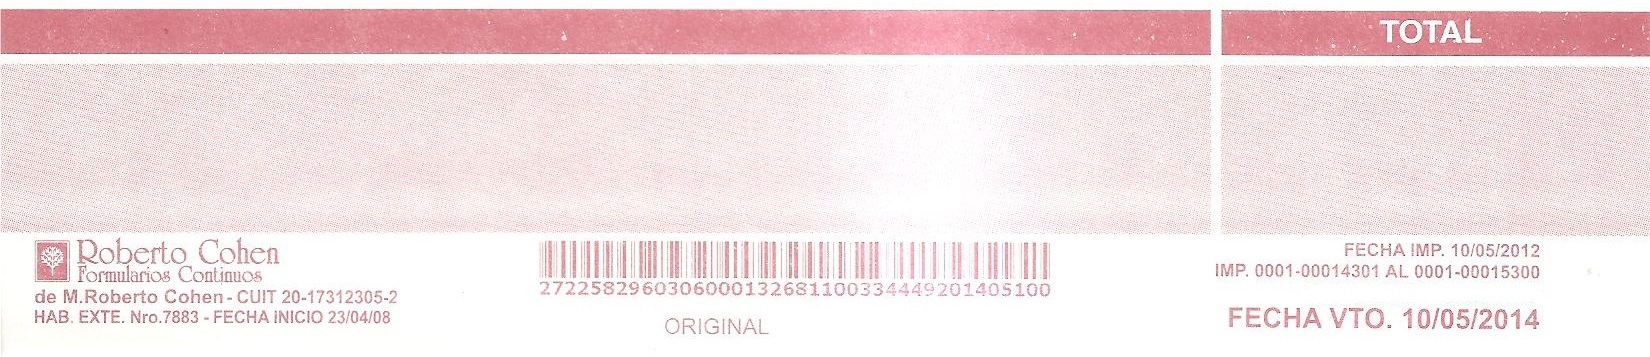 TOTAL
Roberto Cohen
Formularios Continuos
de M.Roberto Cohen - CUIT 20-17312305-2
HAB. EXTE. Nro.7883 - FECHA INICIO 23/04/08
2722582960306000132681100334449201405100
ORIGINAL
FECHA IMP. 10/05/2012
IMP. 0001-00014301 AL 0001-00015300
FECHA VTO. 10/05/2014